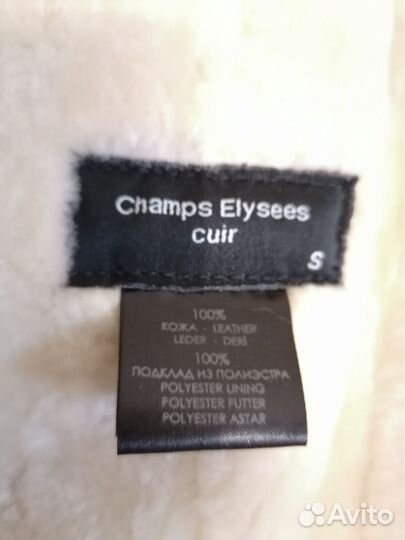 Champs Elysees
cuir
S
100%
КОЖА - LEATHER
LEDER - DERİ
100%
ПОДКЛАД ИЗ ПОЛИЭСТРА
POLYESTER LINING
POLYESTER FUTTER
POLYESTER ASTAR
Avito